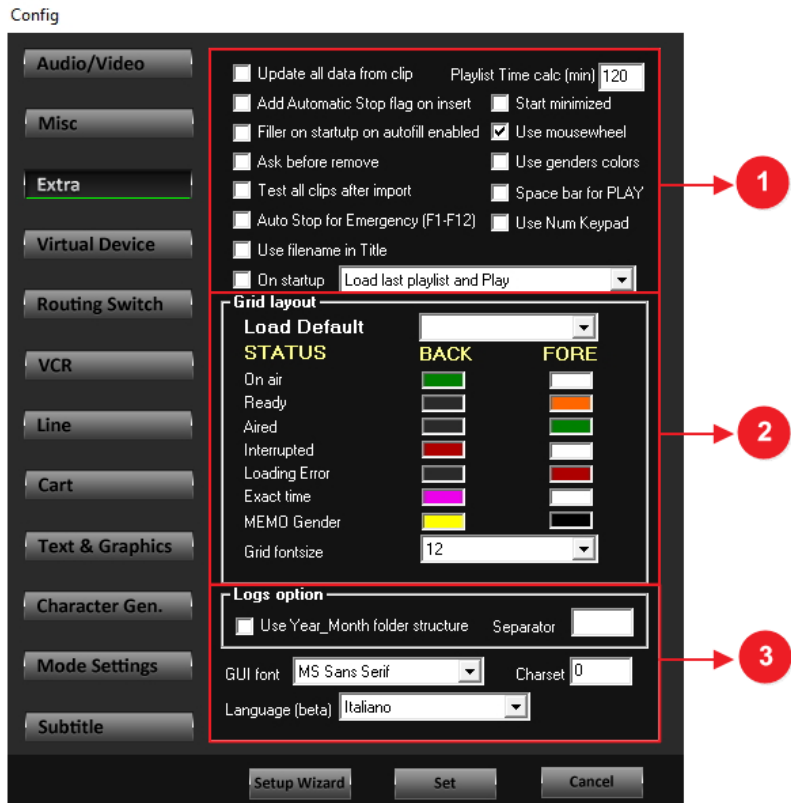 Config
Audio/Video
Misc
Extra
Virtual Device
Routing Switch
VCR
Line
Cart
Text & Graphics
Character Gen.
Mode Settings
Subtitle
Update all data from clip Playlist Time calc (min) 120
Add Automatic Stop flag on insert Start minimized
Filler on startutp on autofill enabled Use mousewheel
Ask before remove Use genders colors
Test all clips after import Space bar for PLAY
Auto Stop for Emergency (F1-F12) Use Num Keypad
Use filename in Title
On startup Load last playlist and Play
1
Grid layout
Load Default
STATUS BACK FORE
On air
Ready
Aired
Interrupted
Loading Error
Exact time
MEMO Gender
Grid fontsize 12
2
Logs option
Use Year_Month folder structure Separator
GUI font MS Sans Serif Charset 0
Language (beta) Italiano
3
Setup Wizard Set Cancel